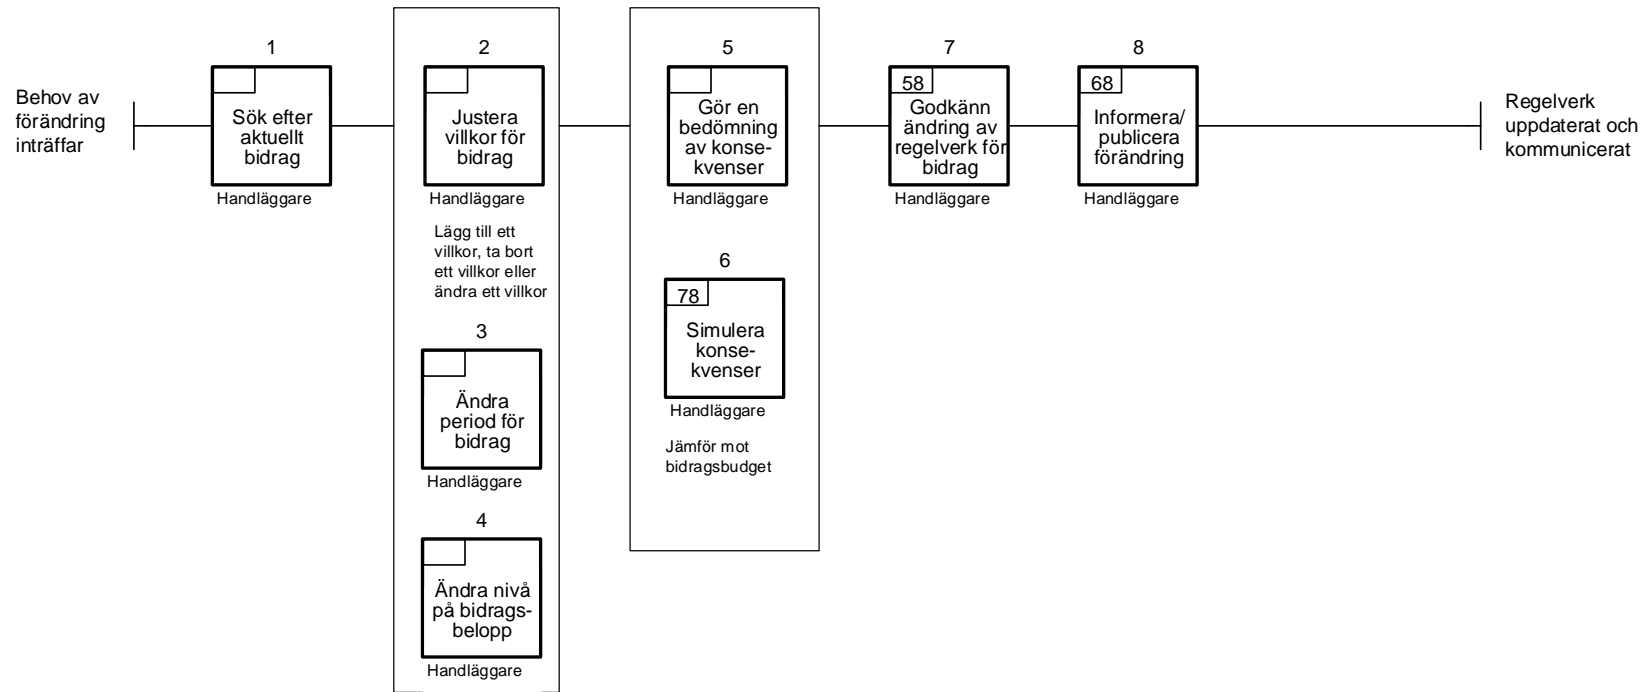 Behov av
förändring
inträffar
1
Sök efter
aktuellt
bidrag
Handläggare
2
Justera
villkor för
bidrag
Handläggare
Lägg till ett
villkor, ta bort
ett villkor eller
ändra ett villkor
3
Ändra
period för
bidrag
Handläggare
4
Ändra nivå
på bidrags-
belopp
Handläggare
5
Gör en
bedömning
av konse-
kvenser
Handläggare
6
78
Simulera
konse-
kvenser
Handläggare
Jämför mot
bidragsbudget
7
58
Godkänn
ändring av
regelverk för
bidrag
Handläggare
8
68
Informera/
publicera
förändring
Handläggare
Regelverk
uppdaterat och
kommunicerat